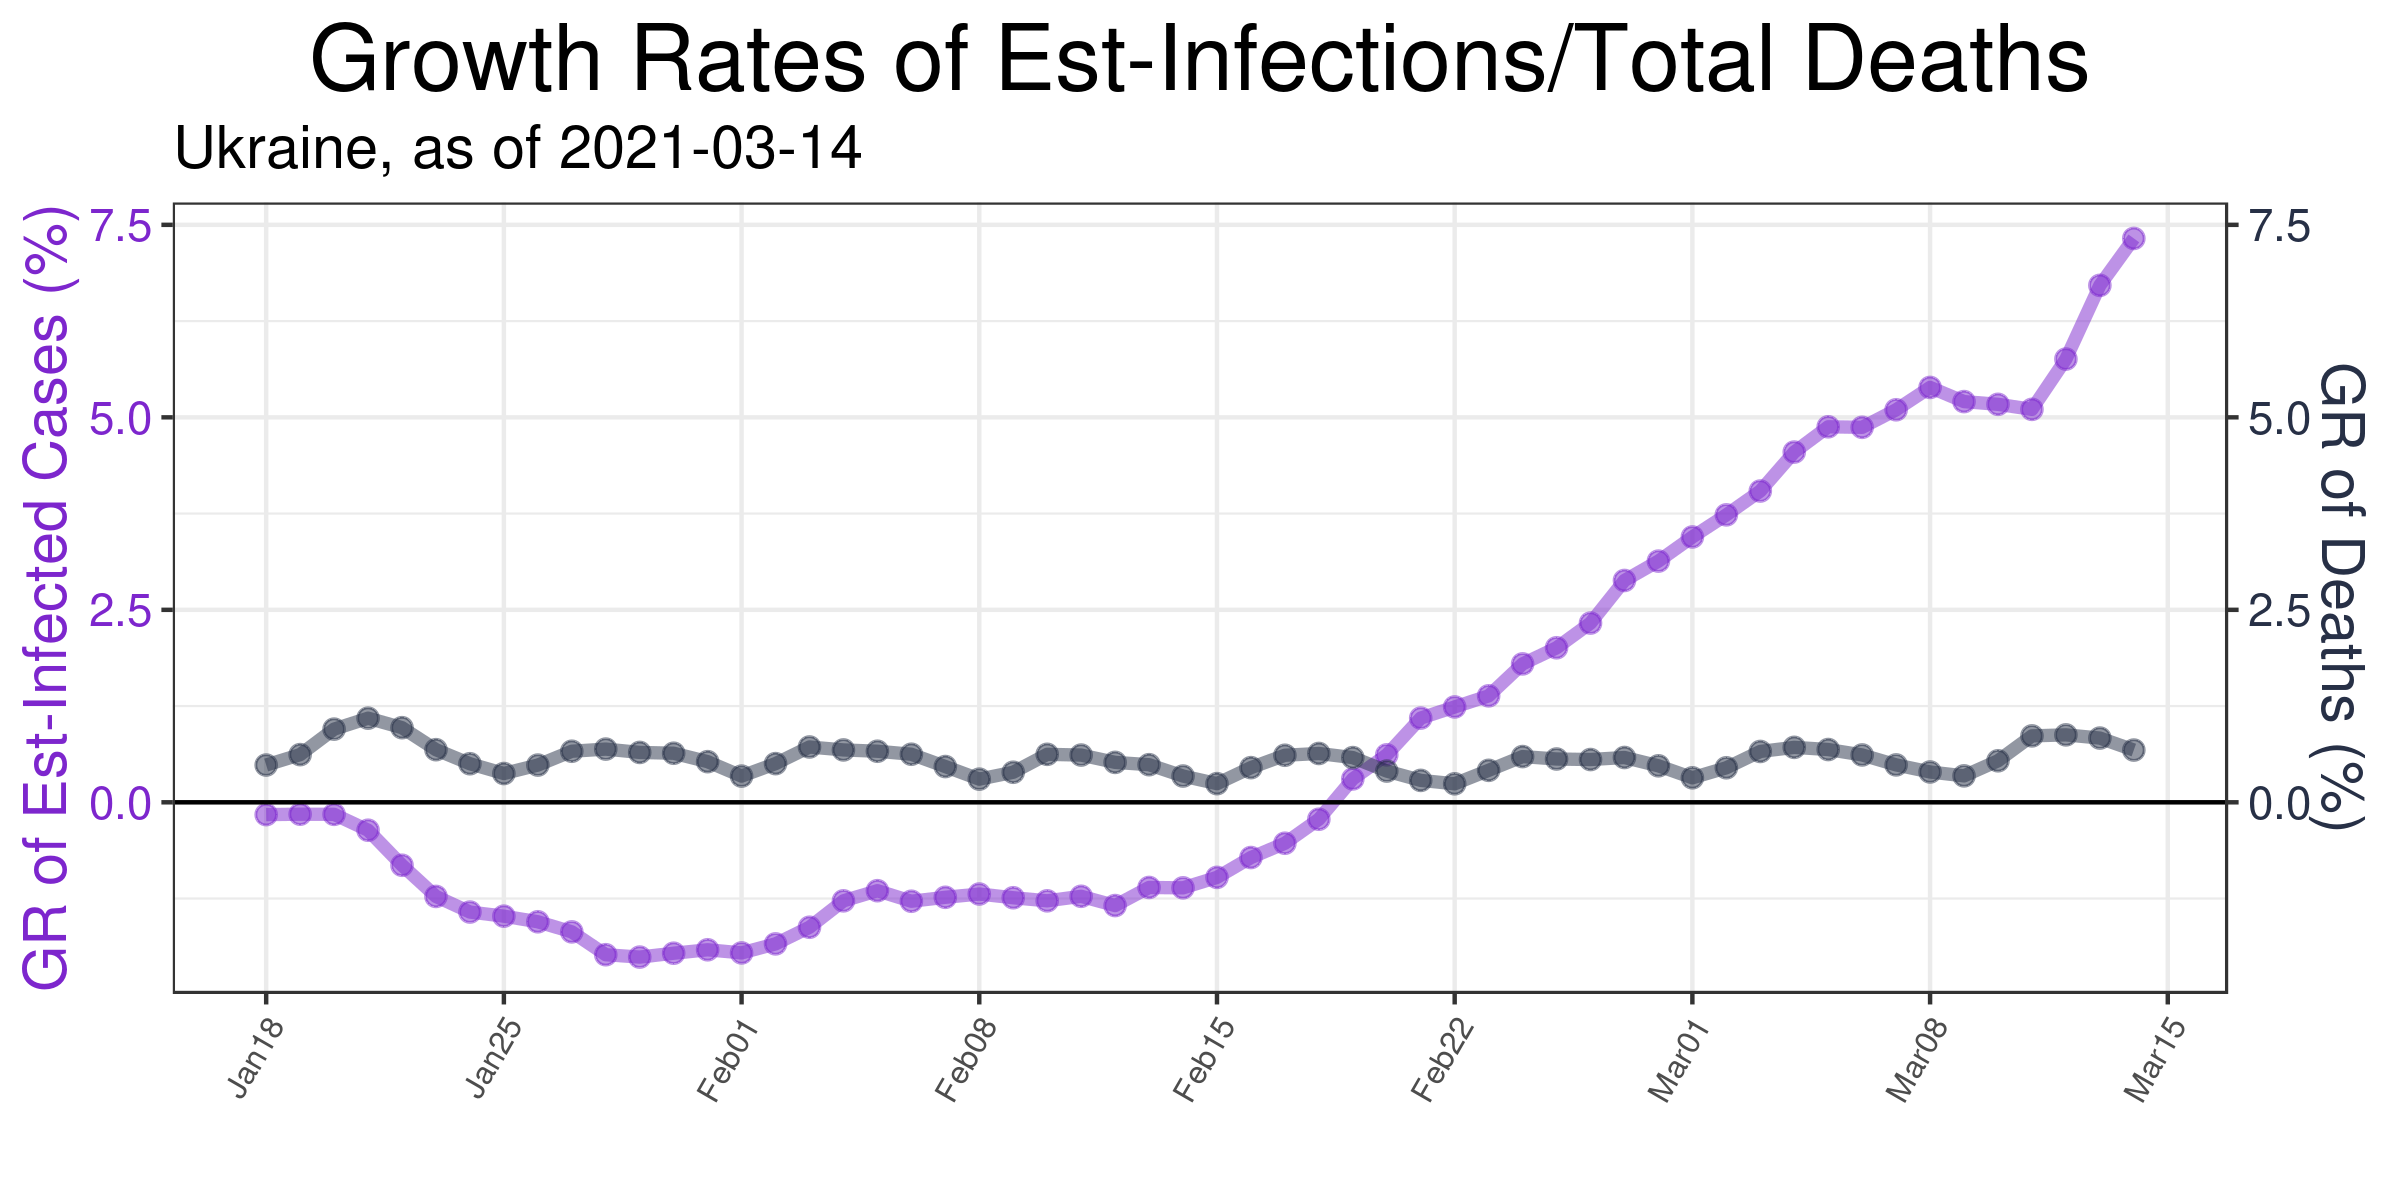 Growth Rates of Est-Infections/Total Deaths
Ukraine, as of 2021-03-14
GR of Est-Infected Cases (%)
7.5
5.0
2.5
0.0
7.5
5.0
2.5
0.0
GR of Deaths (%)
Jan18
Jan25
Feb01
Feb08
Feb15
Feb22
Mar01
Mar08
Mar15